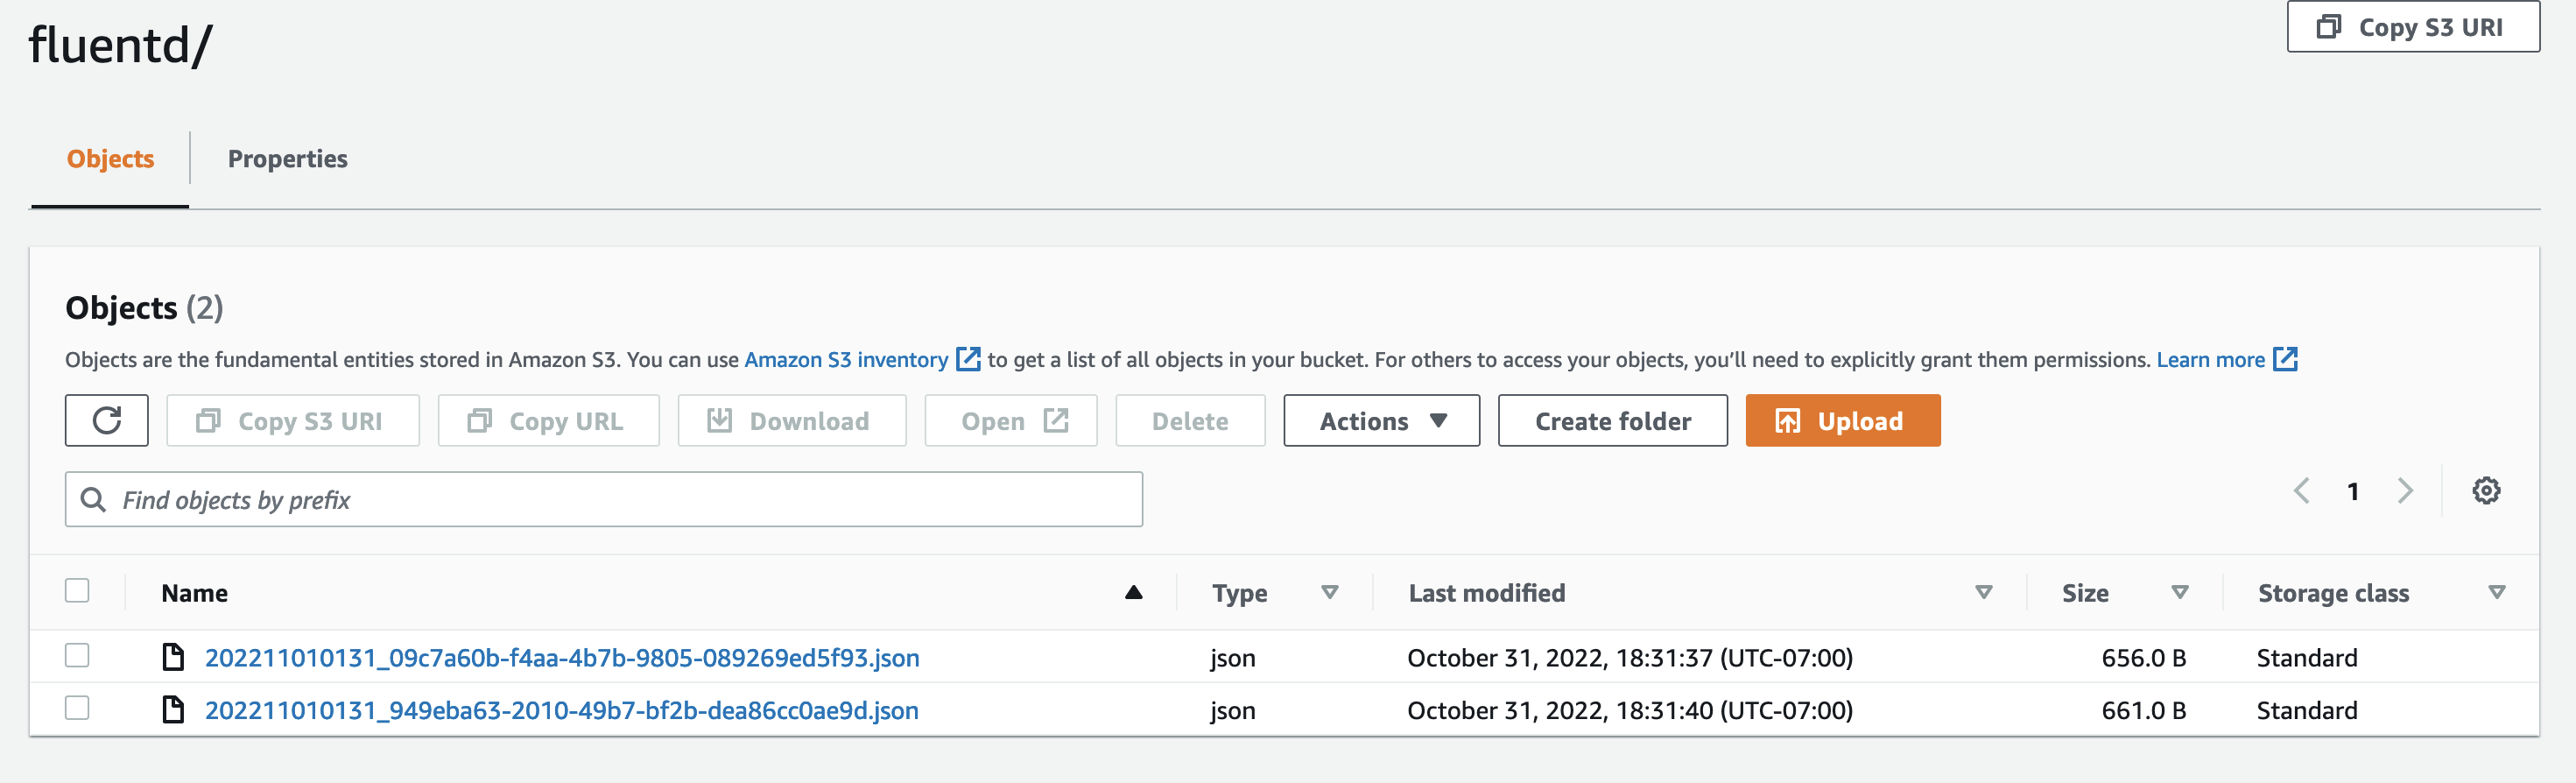 fluentd/
Copy S3 URI
Objects
Properties
Objects (2)
Objects are the fundamental entities stored in Amazon S3. You can use Amazon S3 inventory to get a list of all objects in your bucket. For others to access your objects, you’ll need to explicitly grant them permissions. Learn more
Copy S3 URI Copy URL Download Open Delete Actions Create folder Upload
Find objects by prefix
1
Name Type Last modified Size Storage class
202211010131_09c7a60b-f4aa-4b7b-9805-089269ed5f93.json json October 31, 2022, 18:31:37 (UTC-07:00) 656.0 B Standard
202211010131_949eba63-2010-49b7-bf2b-dea86cc0ae9d.json json October 31, 2022, 18:31:40 (UTC-07:00) 661.0 B Standard